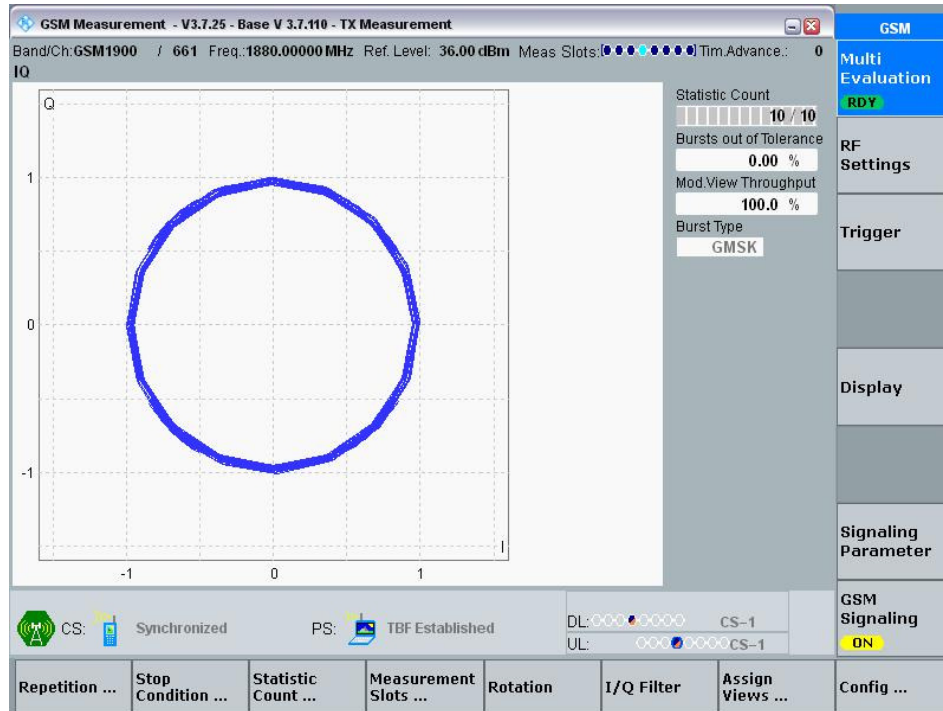 GSM Measurement - V3.7.25 - Base V 3.7.110 - TX Measurement
GSM
Band/Ch:GSM1900 / 661 Freq.:1880.00000 MHz Ref. Level: 36.00 dBm Meas Slots: Tim.Advance.: 0
IQ
Multi
Evaluation
RDY
Q
Statistic Count
10 / 10
Bursts out of Tolerance
0.00 %
Mod.View Throughput
100.0 %
Burst Type
GMSK
RF
Settings
Trigger
Display
1
0
-1
I
-1 0 1
Signaling
Parameter
GSM
Signaling
ON
CS: Synchronized PS: TBF Established
DL: CS-1
UL: CS-1
Repetition ...
Stop
Condition ...
Statistic
Count ...
Measurement
Slots ...
Rotation
I/Q Filter
Assign
Views ...
Config ...